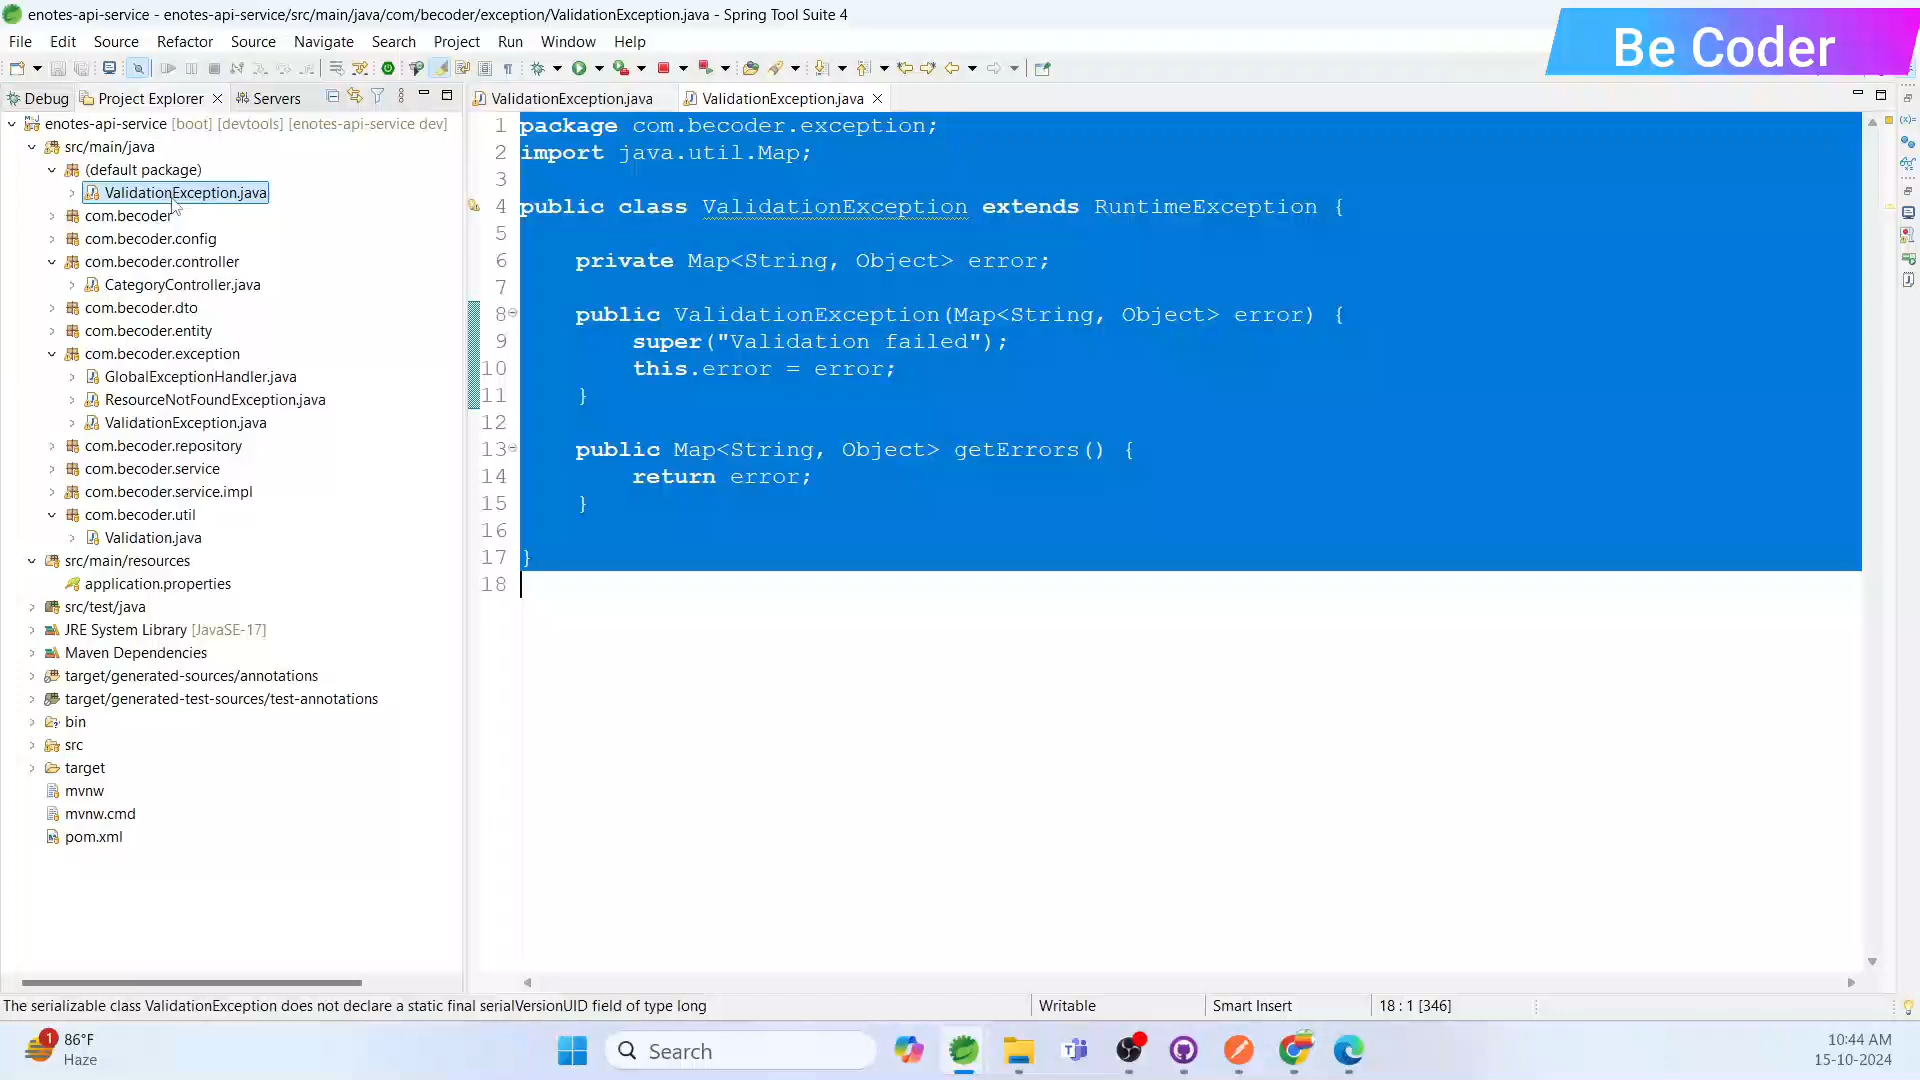 enotes-api-service - enotes-api-service/src/main/java/com/becoder/exception/ValidationException.java - Spring Tool Suite 4
File Edit Source Refactor Source Navigate Search Project Run Window Help
Be Coder
Debug Project Explorer Servers
ValidationException.java ValidationException.java
enotes-api-service [boot] [devtools] [enotes-api-service dev]
src/main/java
(default package)
ValidationException.java
com.becoder
com.becoder.config
com.becoder.controller
CategoryController.java
com.becoder.dto
com.becoder.entity
com.becoder.exception
GlobalExceptionHandler.java
ResourceNotFoundException.java
ValidationException.java
com.becoder.repository
com.becoder.service
com.becoder.service.impl
com.becoder.util
Validation.java
src/main/resources
application.properties
src/test/java
JRE System Library [JavaSE-17]
Maven Dependencies
target/generated-sources/annotations
target/generated-test-sources/test-annotations
bin
src
target
mvnw
mvnw.cmd
pom.xml
1 package com.becoder.exception;
2 import java.util.Map;
3
4 public class ValidationException extends RuntimeException {
5
6 private Map<String, Object> error;
7
8 public ValidationException(Map<String, Object> error) {
9 super("Validation failed");
10 this.error = error;
11 }
12
13 public Map<String, Object> getErrors() {
14 return error;
15 }
16
17 }
18
The serializable class ValidationException does not declare a static final serialVersionUID field of type long
Writable
Smart Insert
18 : 1 [346]
1
86°F
Haze
Search
10:44 AM
15-10-2024